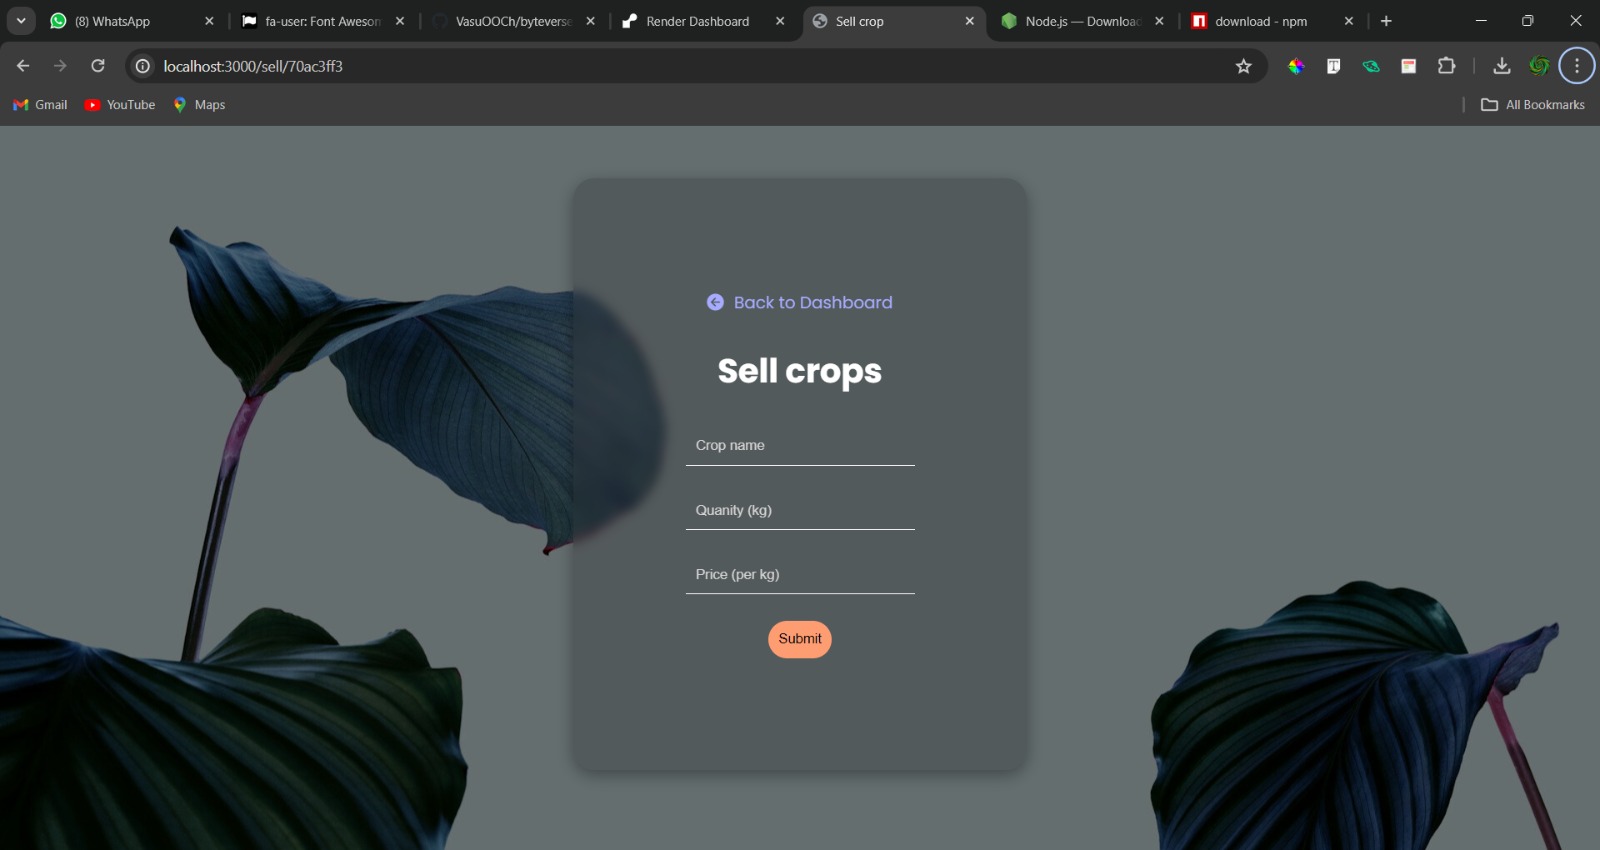 (8) WhatsApp
fa-user: Font Awesom
VasuOOCh/byteverse
Render Dashboard
Sell crop
Node.js — Download
download - npm
localhost:3000/sell/70ac3ff3
Gmail
YouTube
Maps
All Bookmarks
Back to Dashboard
Sell crops
Crop name
Quanity (kg)
Price (per kg)
Submit